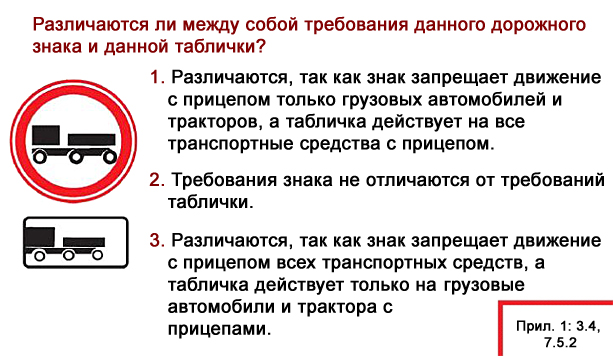 Различаются ли между собой требования данного дорожного
знака и данной таблички?
1. Различаются, так как знак запрещает движение
с прицепом только грузовых автомобилей и
тракторов, а табличка действует на все
транспортные средства с прицепом.
2. Требования знака не отличаются от требований
таблички.
3. Различаются, так как знак запрещает движение
с прицепом всех транспортных средств, а
табличка действует только на грузовые
автомобили и трактора с
прицепами.
Прил. 1: 3.4,
7.5.2